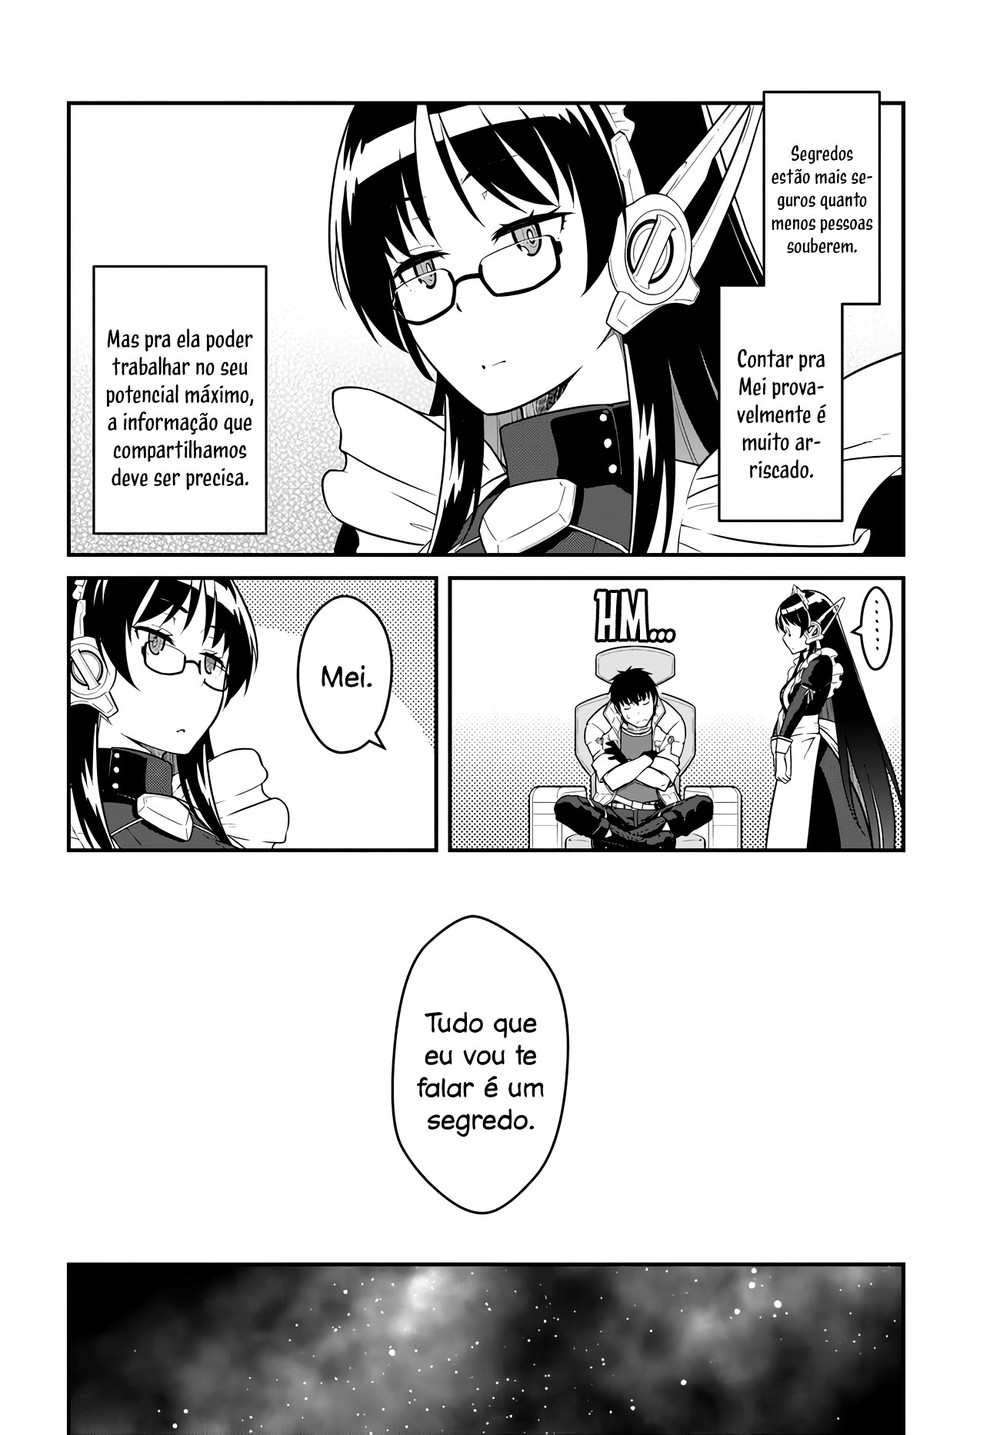 Segredos
estão mais se-
guros quanto
menos pessoas
souberem.
Contar pra
Mei prova-
velmente é
muito ar-
riscado.
Mas pra ela poder
trabalhar no seu
potencial máximo,
a informação que
compartilhamos
deve ser precisa.
......
HM...
Mei.
Tudo que
eu vou te
falar é um
segredo.